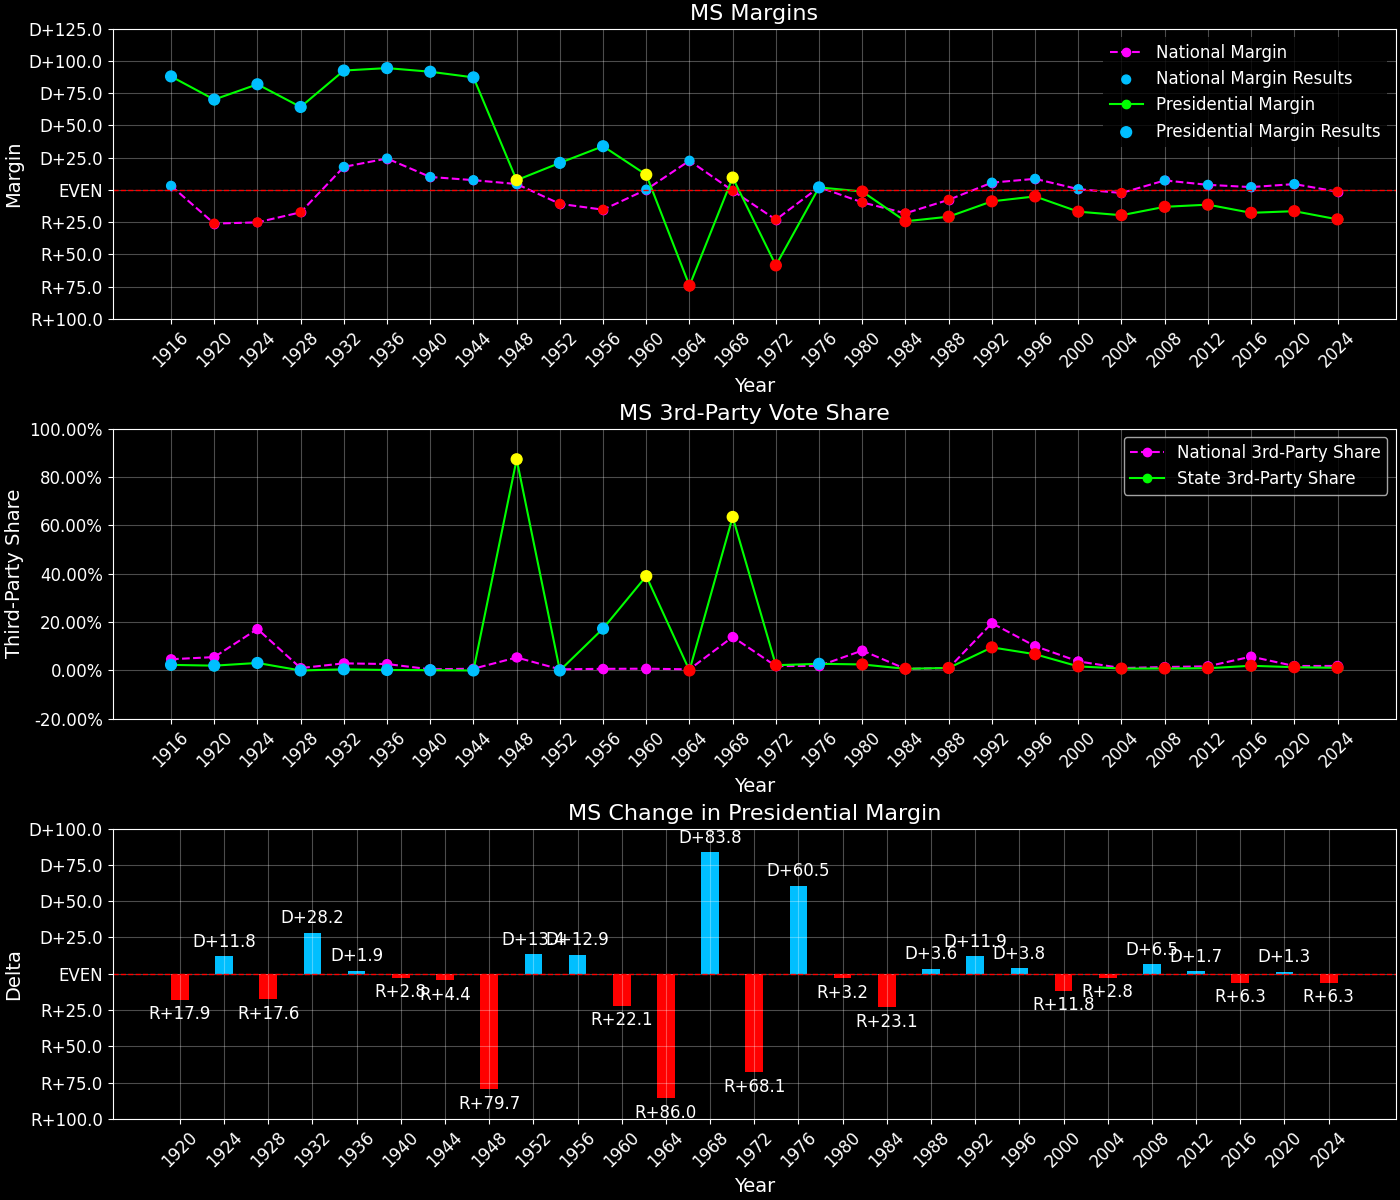 MS Margins
D+125.0
D+100.0
D+75.0
D+50.0
D+25.0
EVEN
R+25.0
R+50.0
R+75.0
R+100.0
Margin
National Margin
National Margin Results
Presidential Margin
Presidential Margin Results
1916 1920 1924 1928 1932 1936 1940 1944 1948 1952 1956 1960 1964 1968 1972 1976 1980 1984 1988 1992 1996 2000 2004 2008 2012 2016 2020 2024
Year
MS 3rd-Party Vote Share
100.00%
80.00%
60.00%
40.00%
20.00%
0.00%
-20.00%
Third-Party Share
National 3rd-Party Share
State 3rd-Party Share
1916 1920 1924 1928 1932 1936 1940 1944 1948 1952 1956 1960 1964 1968 1972 1976 1980 1984 1988 1992 1996 2000 2004 2008 2012 2016 2020 2024
Year
MS Change in Presidential Margin
D+100.0
D+75.0
D+50.0
D+25.0
EVEN
R+25.0
R+50.0
R+75.0
R+100.0
Delta
R+17.9
D+11.8
R+17.6
D+28.2
D+1.9
R+2.8
R+4.4
R+79.7
D+13.4
D+12.9
R+22.1
R+86.0
D+83.8
R+68.1
D+60.5
R+3.2
R+23.1
D+3.6
D+11.9
D+3.8
R+11.8
R+2.8
D+6.5
D+1.7
R+6.3
D+1.3
R+6.3
1920 1924 1928 1932 1936 1940 1944 1948 1952 1956 1960 1964 1968 1972 1976 1980 1984 1988 1992 1996 2000 2004 2008 2012 2016 2020 2024
Year